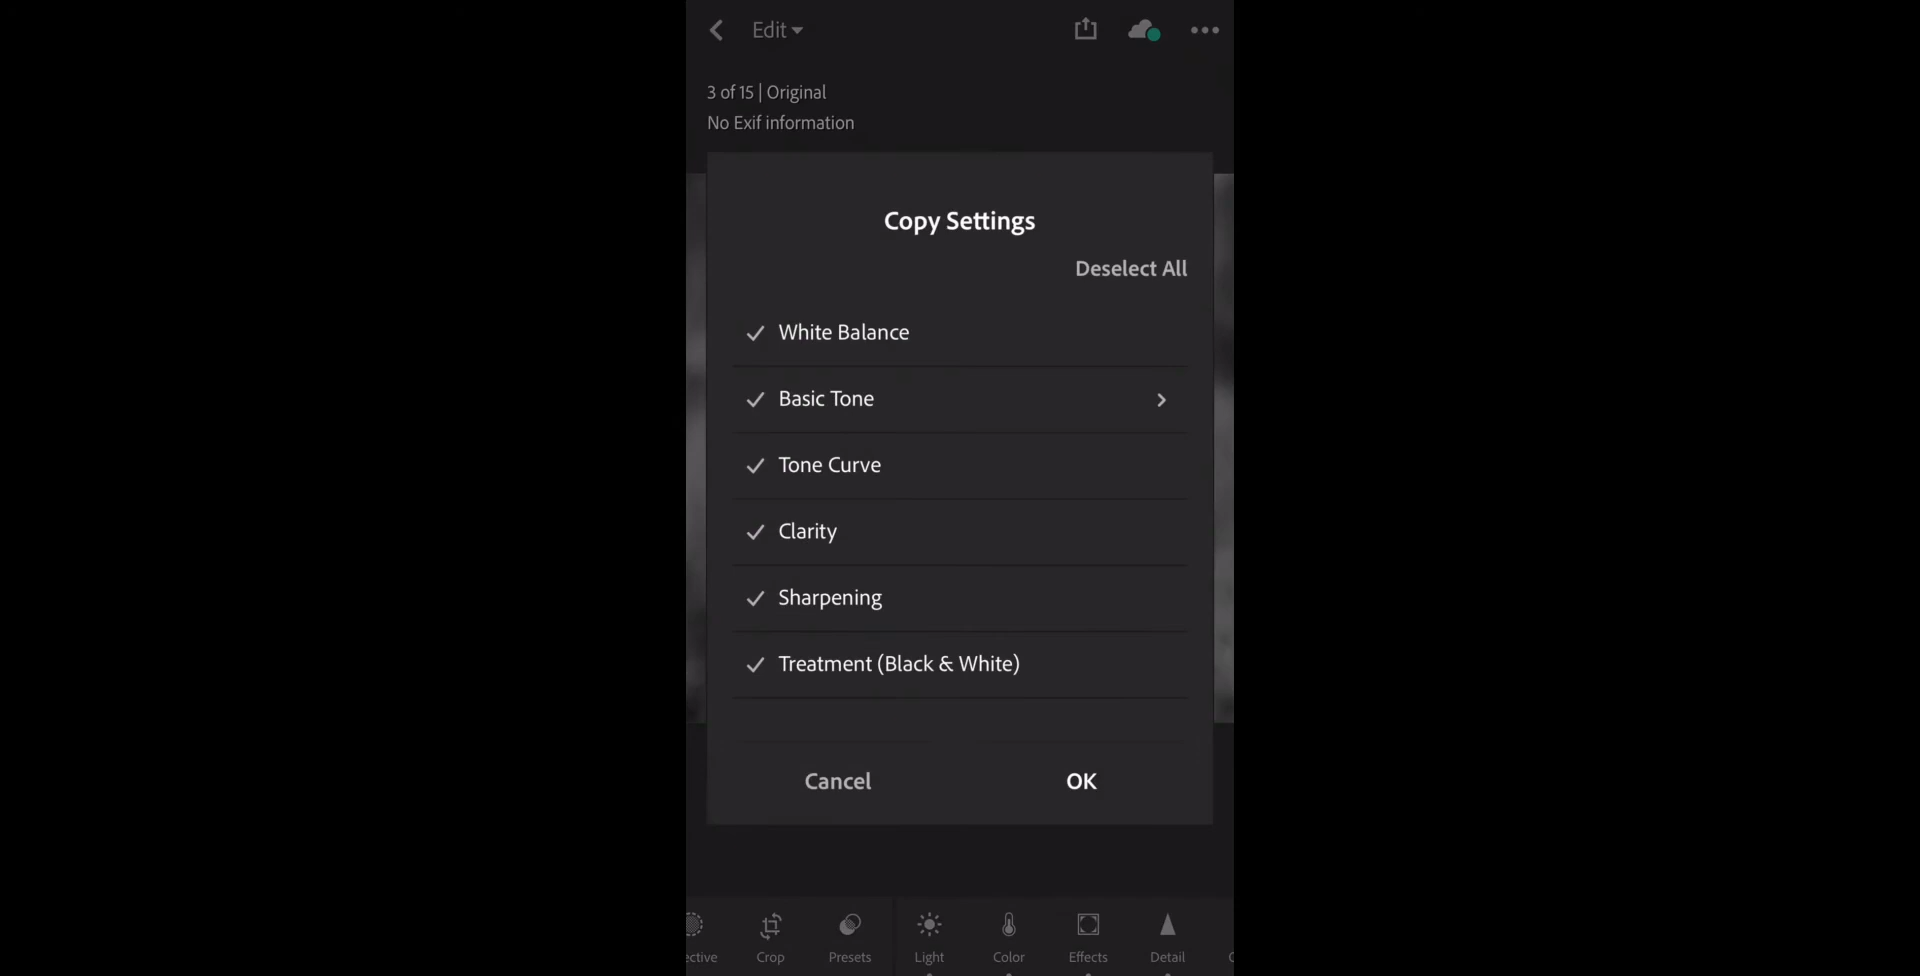 Edit
3 of 15 | Original
No Exif information
Copy Settings
Deselect All
White Balance
Basic Tone
Tone Curve
Clarity
Sharpening
Treatment (Black & White)
Cancel
OK
ective
Crop
Presets
Light
Color
Effects
Detail